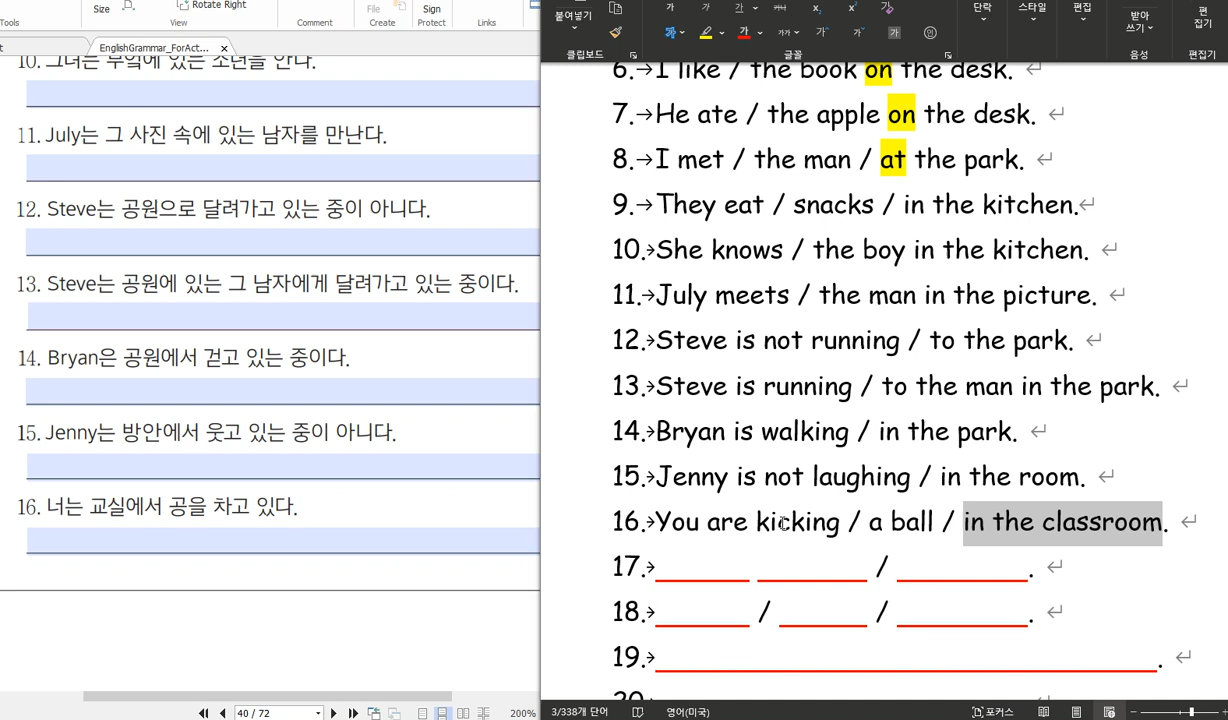 Size
Rotate Right
File
Sign
Tools
View
Comment
Create
Protect
Links
EnglishGrammar_ForAct...
10. 그녀는 부엌에 있는 소년을 안다.
11. July는 그 사진 속에 있는 남자를 만난다.
12. Steve는 공원으로 달려가고 있는 중이 아니다.
13. Steve는 공원에 있는 그 남자에게 달려가고 있는 중이다.
14. Bryan은 공원에서 걷고 있는 중이다.
15. Jenny는 방안에서 웃고 있는 중이 아니다.
16. 너는 교실에서 공을 차고 있다.
40 / 72
200%
붙여넣기
단락
스타일
편집
받아
쓰기
편
집기
클립보드
글꼴
음성
편집기
6. I like / the book on the desk.
7. He ate / the apple on the desk.
8. I met / the man / at the park.
9. They eat / snacks / in the kitchen.
10. She knows / the boy in the kitchen.
11. July meets / the man in the picture.
12. Steve is not running / to the park.
13. Steve is running / to the man in the park.
14. Bryan is walking / in the park.
15. Jenny is not laughing / in the room.
16. You are kicking / a ball / in the classroom.
17. ______ ______ / ______.
18. ______ / ______ / ______.
19. ______.
20.
3/338개 단어
영어(미국)
포커스